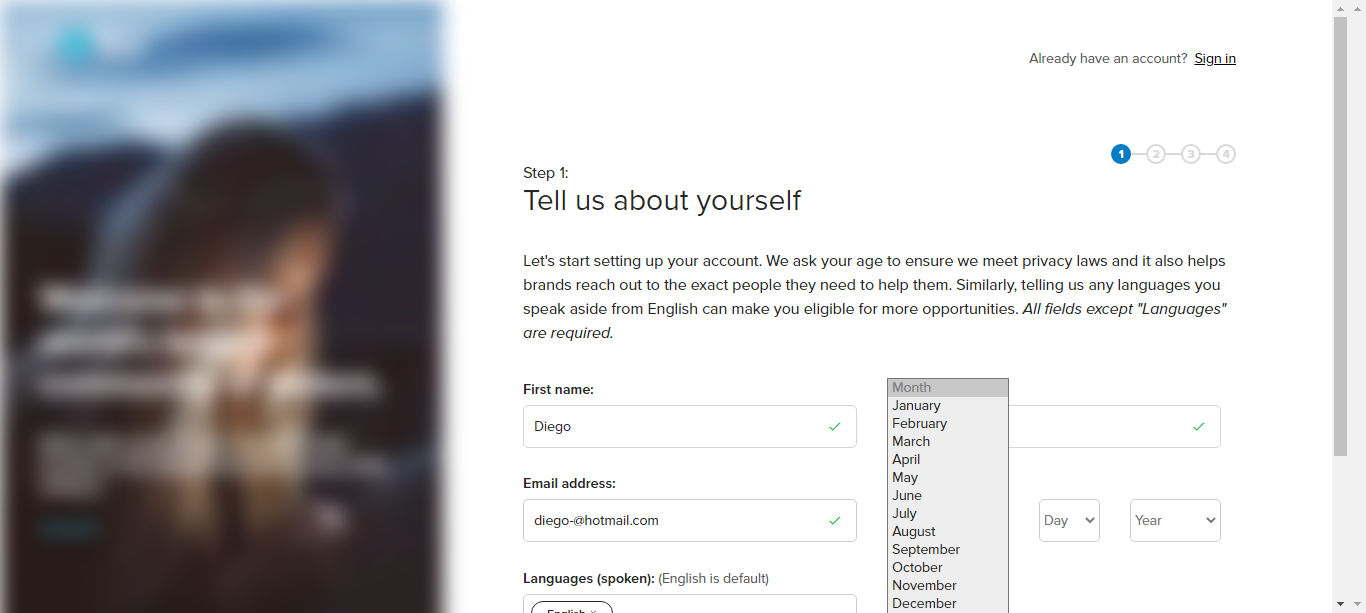 Already have an account? Sign in
1 2 3 4
Step 1:
Tell us about yourself
Let's start setting up your account. We ask your age to ensure we meet privacy laws and it also helps
brands reach out to the exact people they need to help them. Similarly, telling us any languages you
speak aside from English can make you eligible for more opportunities. All fields except "Languages"
are required.
First name:
Diego
Month
January
February
March
April
May
June
July
August
September
October
November
December
Email address:
diego-@hotmail.com
Day
Year
Languages (spoken): (English is default)
English ×